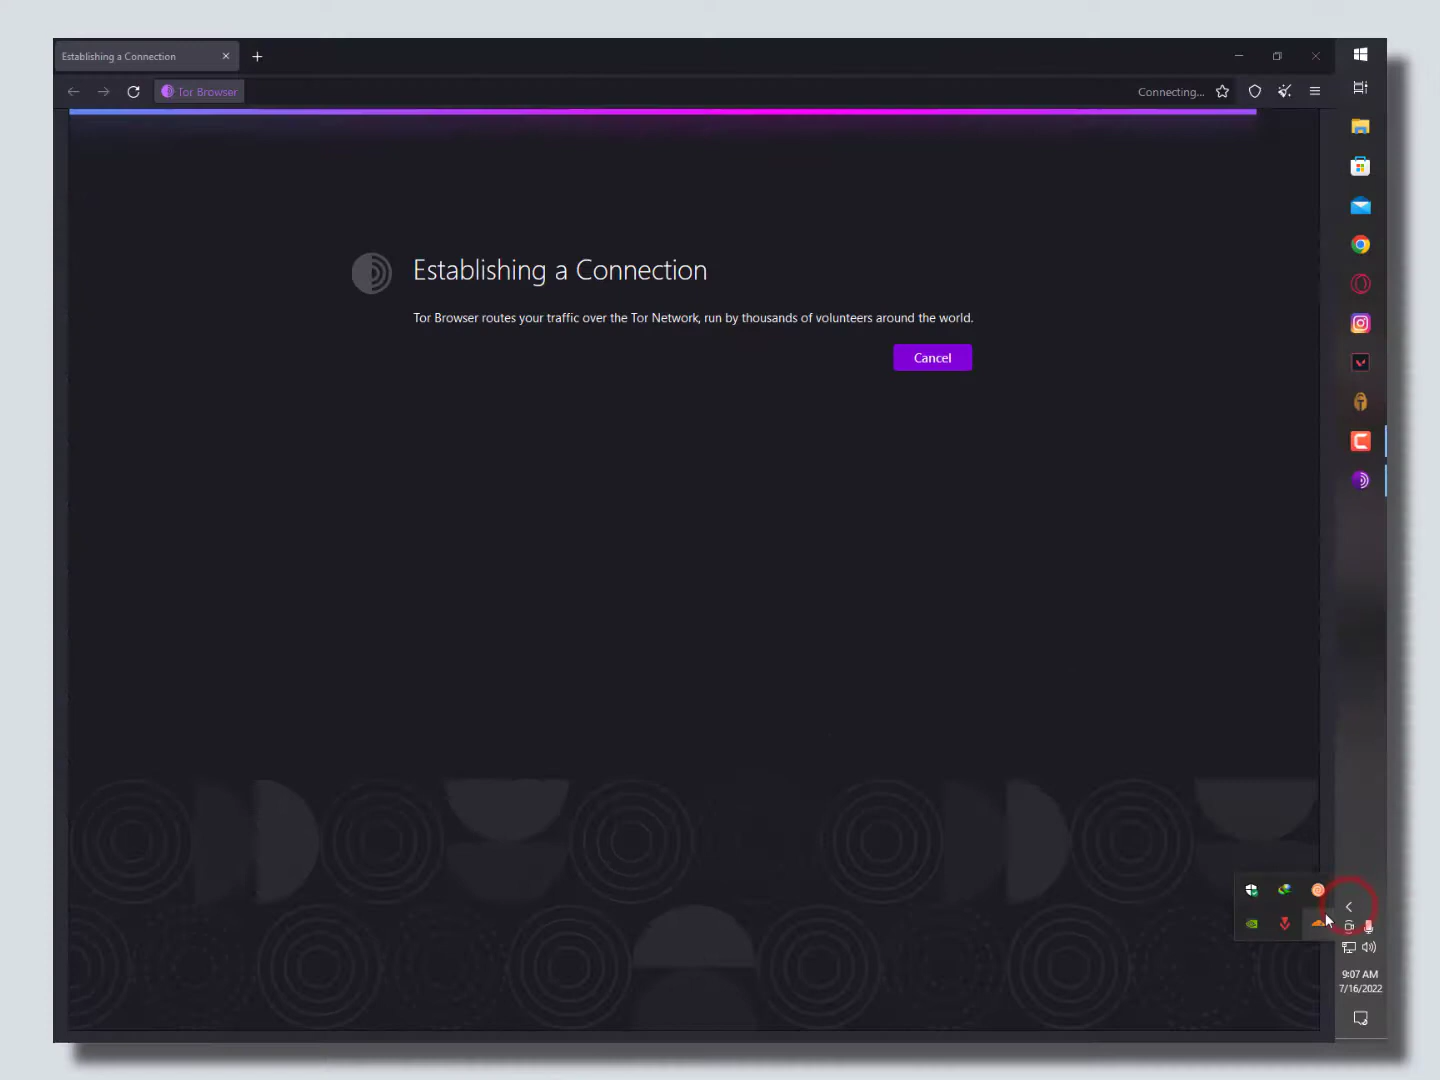 Establishing a Connection
Tor Browser
Connecting...
Establishing a Connection
Tor Browser routes your traffic over the Tor Network, run by thousands of volunteers around the world.
Cancel
9:07 AM
7/16/2022